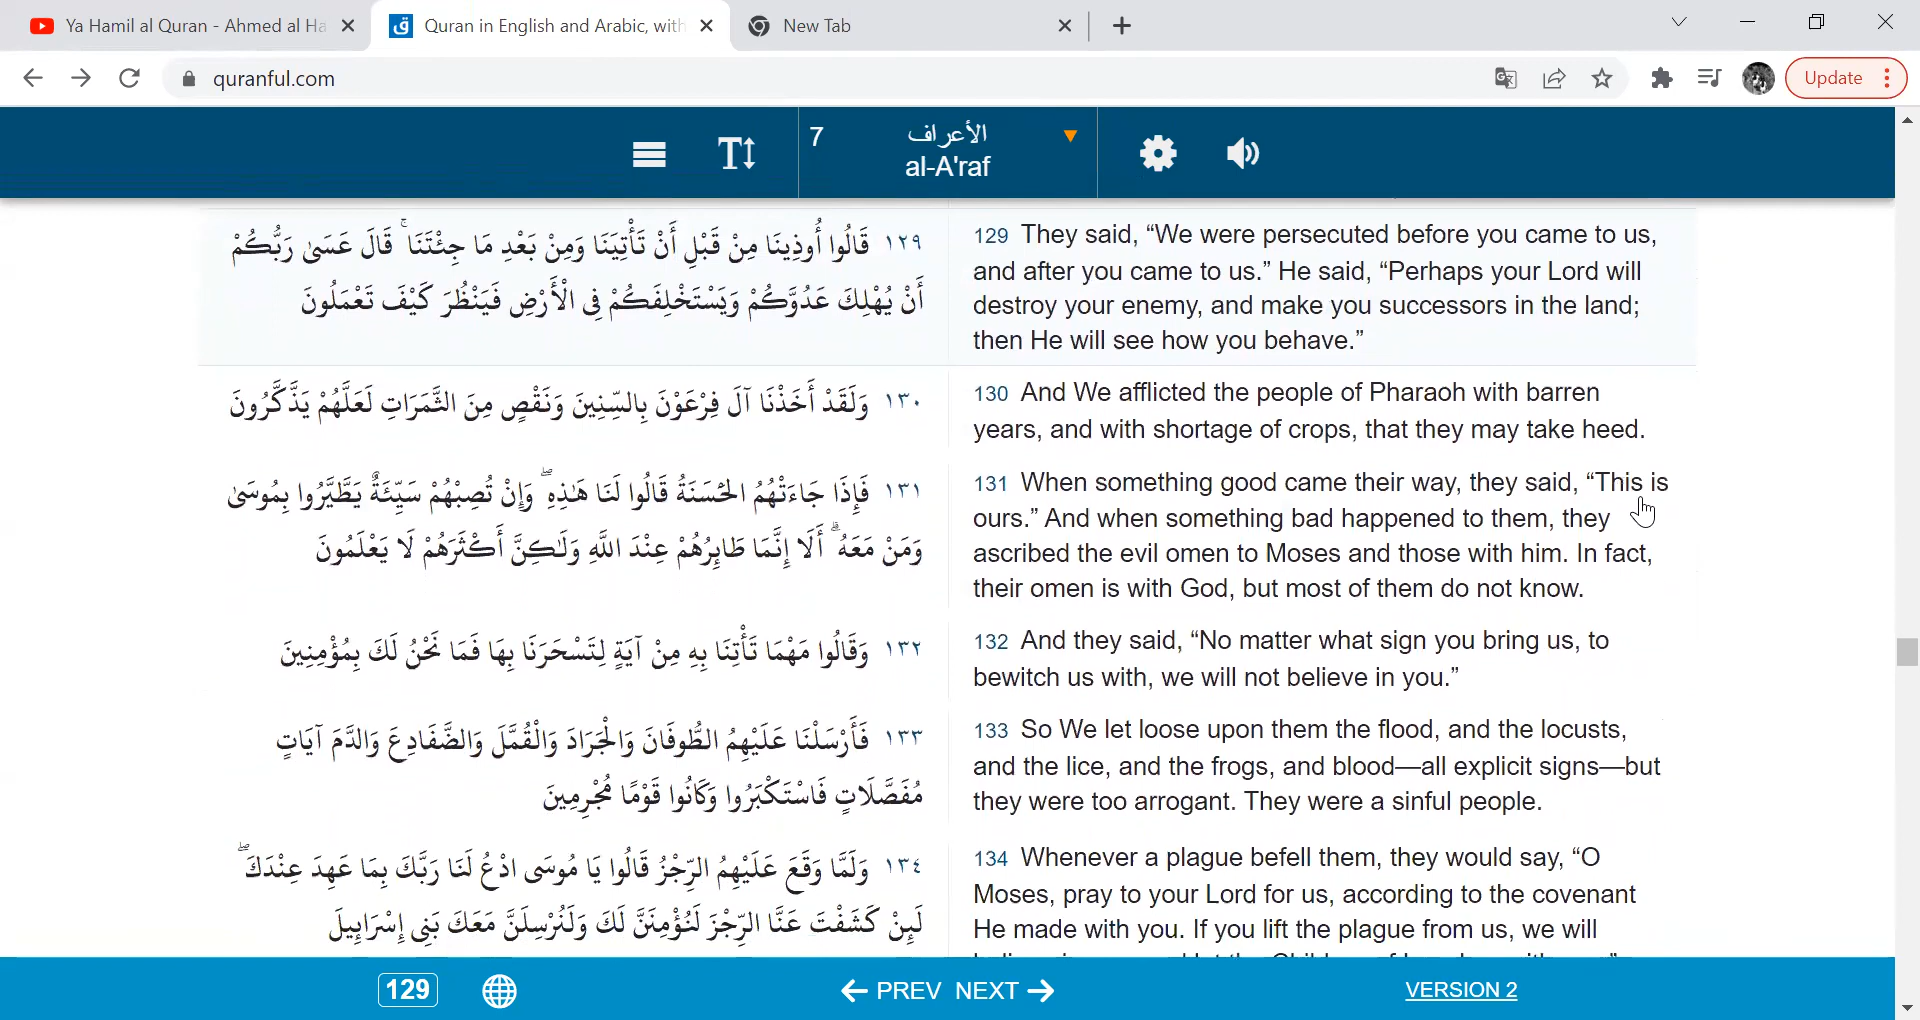 Ya Hamil al Quran - Ahmed al Ha
Quran in English and Arabic, with
New Tab
quranful.com
Update
7
الأعراف
al-A'raf
١٢٩ قَالُوا أُوذِينَا مِنْ قَبْلِ أَنْ تَأْتِيَنَا وَمِنْ بَعْدِ مَا جِئْتَنَا ۚ قَالَ عَسَىٰ رَبُّكُمْ
أَنْ يُهْلِكَ عَدُوَّكُمْ وَيَسْتَخْلِفَكُمْ فِي الْأَرْضِ فَيَنْظُرَ كَيْفَ تَعْمَلُونَ
129 They said, “We were persecuted before you came to us,
and after you came to us.” He said, “Perhaps your Lord will
destroy your enemy, and make you successors in the land;
then He will see how you behave.”
١٣٠ وَلَقَدْ أَخَذْنَا آلَ فِرْعَوْنَ بِالسِّنِينَ وَنَقْصٍ مِنَ الثَّمَرَاتِ لَعَلَّهُمْ يَذَّكَّرُونَ
130 And We afflicted the people of Pharaoh with barren
years, and with shortage of crops, that they may take heed.
١٣١ فَإِذَا جَاءَتْهُمُ الْحَسَنَةُ قَالُوا لَنَا هَٰذِهِ ۖ وَإِنْ تُصِبْهُمْ سَيِّئَةٌ يَطَّيَّرُوا بِمُوسَىٰ
وَمَنْ مَعَهُ ۗ أَلَا إِنَّمَا طَائِرُهُمْ عِنْدَ اللَّهِ وَلَٰكِنَّ أَكْثَرَهُمْ لَا يَعْلَمُونَ
131 When something good came their way, they said, “This is
ours.” And when something bad happened to them, they
ascribed the evil omen to Moses and those with him. In fact,
their omen is with God, but most of them do not know.
١٣٢ وَقَالُوا مَهْمَا تَأْتِنَا بِهِ مِنْ آيَةٍ لِتَسْحَرَنَا بِهَا فَمَا نَحْنُ لَكَ بِمُؤْمِنِينَ
132 And they said, “No matter what sign you bring us, to
bewitch us with, we will not believe in you.”
١٣٣ فَأَرْسَلْنَا عَلَيْهِمُ الطُّوفَانَ وَالْجَرَادَ وَالْقُمَّلَ وَالضَّفَادِعَ وَالدَّمَ آيَاتٍ
مُفَصَّلَاتٍ فَاسْتَكْبَرُوا وَكَانُوا قَوْمًا مُجْرِمِينَ
133 So We let loose upon them the flood, and the locusts,
and the lice, and the frogs, and blood—all explicit signs—but
they were too arrogant. They were a sinful people.
١٣٤ وَلَمَّا وَقَعَ عَلَيْهِمُ الرِّجْزُ قَالُوا يَا مُوسَى ادْعُ لَنَا رَبَّكَ بِمَا عَهِدَ عِنْدَكَ ۖ
لَئِنْ كَشَفْتَ عَنَّا الرِّجْزَ لَنُؤْمِنَنَّ لَكَ وَلَنُرْسِلَنَّ مَعَكَ بَنِي إِسْرَائِيلَ
134 Whenever a plague befell them, they would say, “O
Moses, pray to your Lord for us, according to the covenant
He made with you. If you lift the plague from us, we will
129
PREV NEXT
VERSION 2